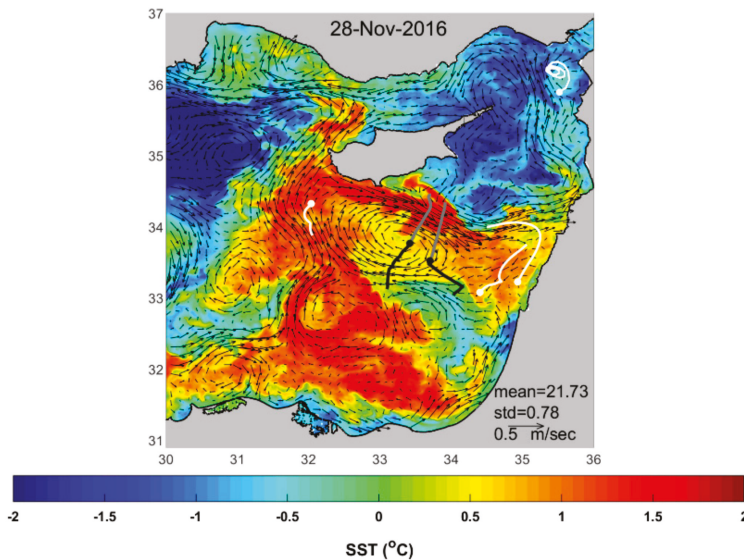 37
28-Nov-2016
36
35
34
33
32
31
mean=21.73
std=0.78
0.5 m/sec
30 31 32 33 34 35 36
-2 -1.5 -1 -0.5 0 0.5 1 1.5 2
SST (°C)